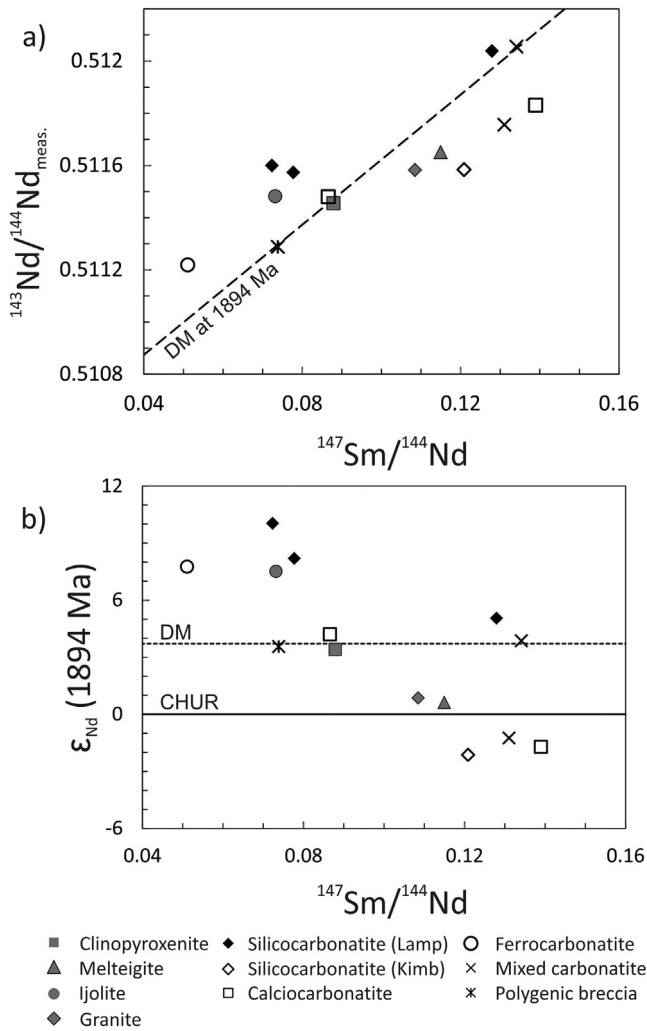 a)
0.512
0.5116
0.5112
0.5108
¹⁴³Nd/¹⁴⁴Nd meas.
DM at 1894 Ma
0.04 0.08 0.12 0.16
¹⁴⁷Sm/¹⁴⁴Nd
b)
12
6
0
-6
εNd (1894 Ma)
DM
CHUR
0.04 0.08 0.12 0.16
¹⁴⁷Sm/¹⁴⁴Nd
Clinopyroxenite Silicocarbonatite (Lamp) Ferrocarbonatite
Melteigite Silicocarbonatite (Kimb) Mixed carbonatite
Ijolite Calciocarbonatite Polygenic breccia
Granite